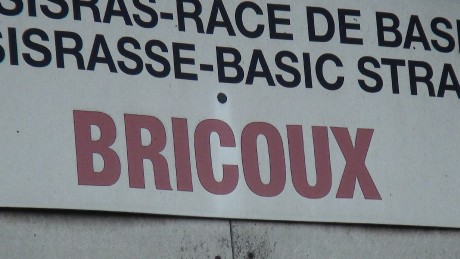 SISRAS-RACE DE BAS
SISRASSE-BASIC STRA
BRICOUX